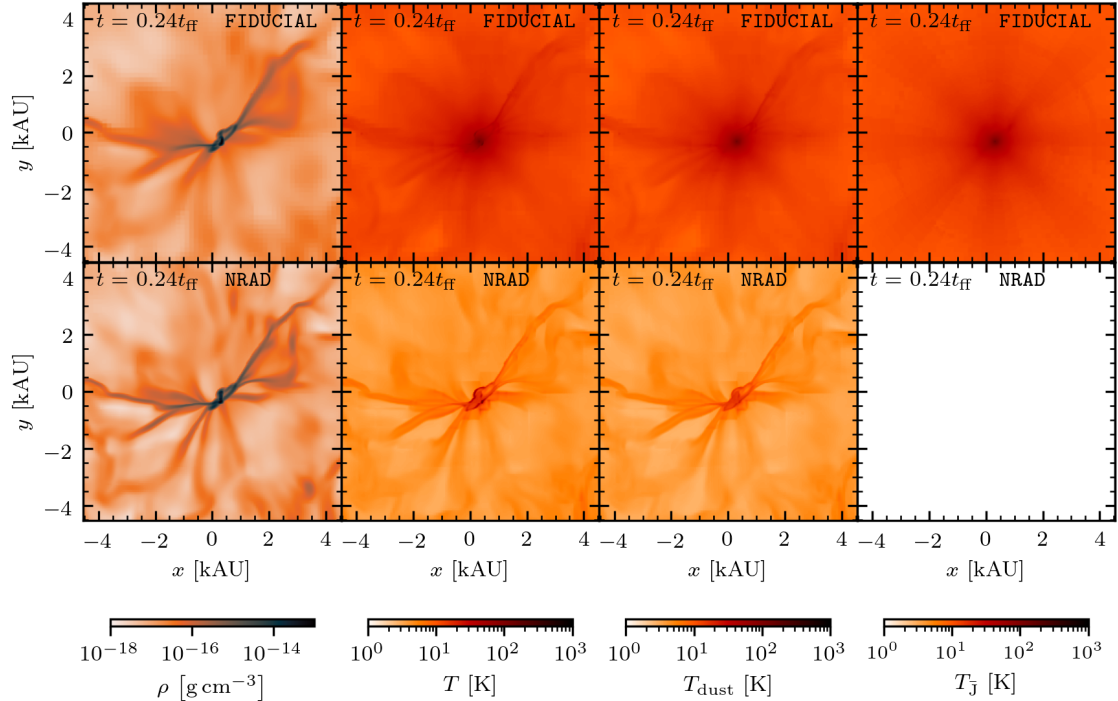 t = 0.24t_ff FIDUCIAL t = 0.24t_ff FIDUCIAL t = 0.24t_ff FIDUCIAL t = 0.24t_ff FIDUCIAL
4
2
0
−2
−4
y [kAU]
t = 0.24t_ff NRAD t = 0.24t_ff NRAD t = 0.24t_ff NRAD t = 0.24t_ff NRAD
4
2
0
−2
−4
y [kAU]
−4 −2 0 2 4 −4 −2 0 2 4 −4 −2 0 2 4 −4 −2 0 2 4
x [kAU] x [kAU] x [kAU] x [kAU]
10^−18 10^−16 10^−14 10^0 10^1 10^2 10^3 10^0 10^1 10^2 10^3 10^0 10^1 10^2 10^3
ρ [g cm^−3] T [K] T_dust [K] T_J̄ [K]